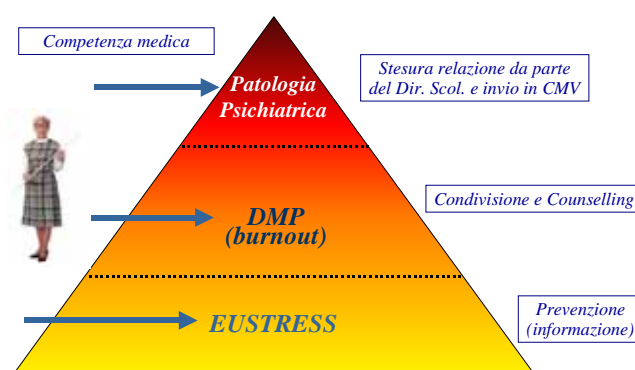 Competenza medica
Stesura relazione da parte
del Dir. Scol. e invio in CMV
Patologia
Psichiatrica
DMP
(burnout)
Condivisione e Counselling
EUSTRESS
Prevenzione
(informazione)